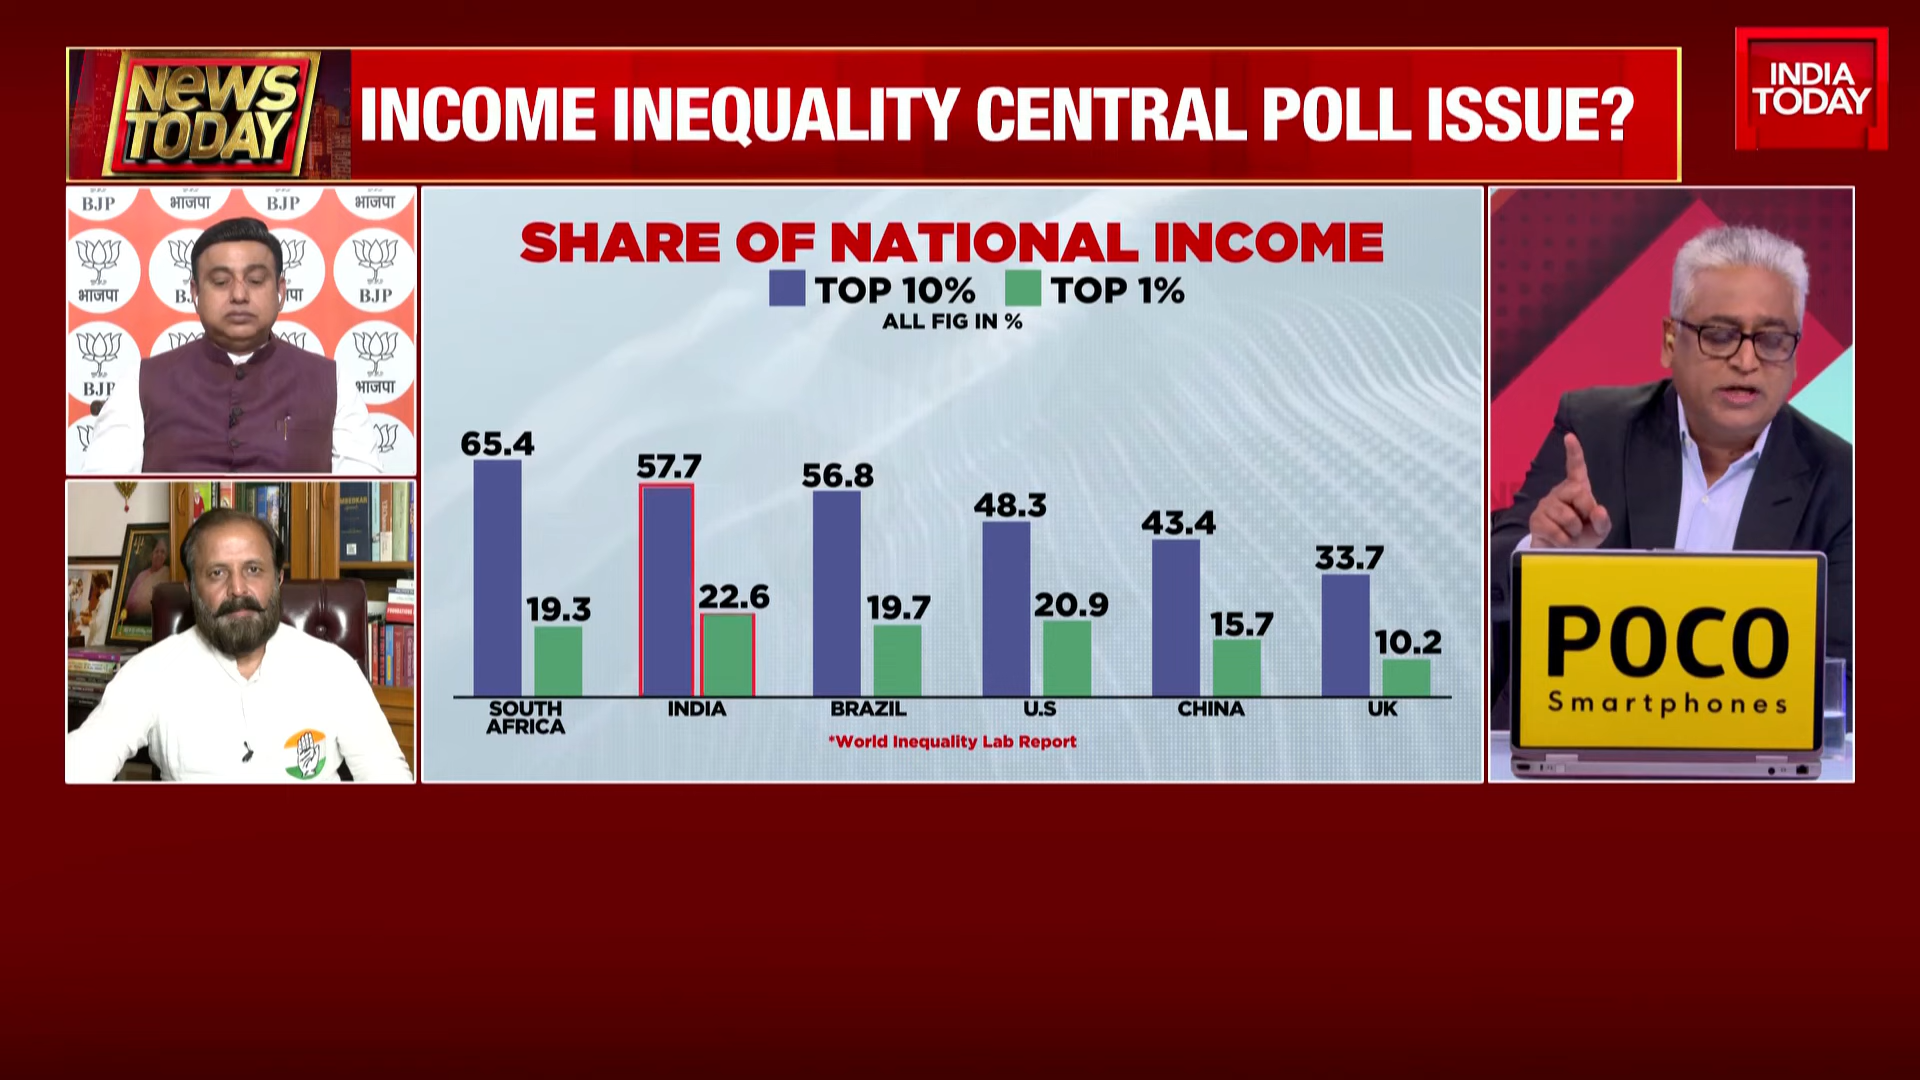 NEWS
TODAY
INCOME INEQUALITY CENTRAL POLL ISSUE?
INDIA
TODAY
BJP
भाजपा
BJP
भाजपा
भाजपा
BJP
BJP
भाजपा
SHARE OF NATIONAL INCOME
TOP 10% TOP 1%
ALL FIG IN %
65.4 19.3
57.7 22.6
56.8 19.7
48.3 20.9
43.4 15.7
33.7 10.2
SOUTH
AFRICA
INDIA
BRAZIL
U.S
CHINA
UK
*World Inequality Lab Report
POCO
Smartphones